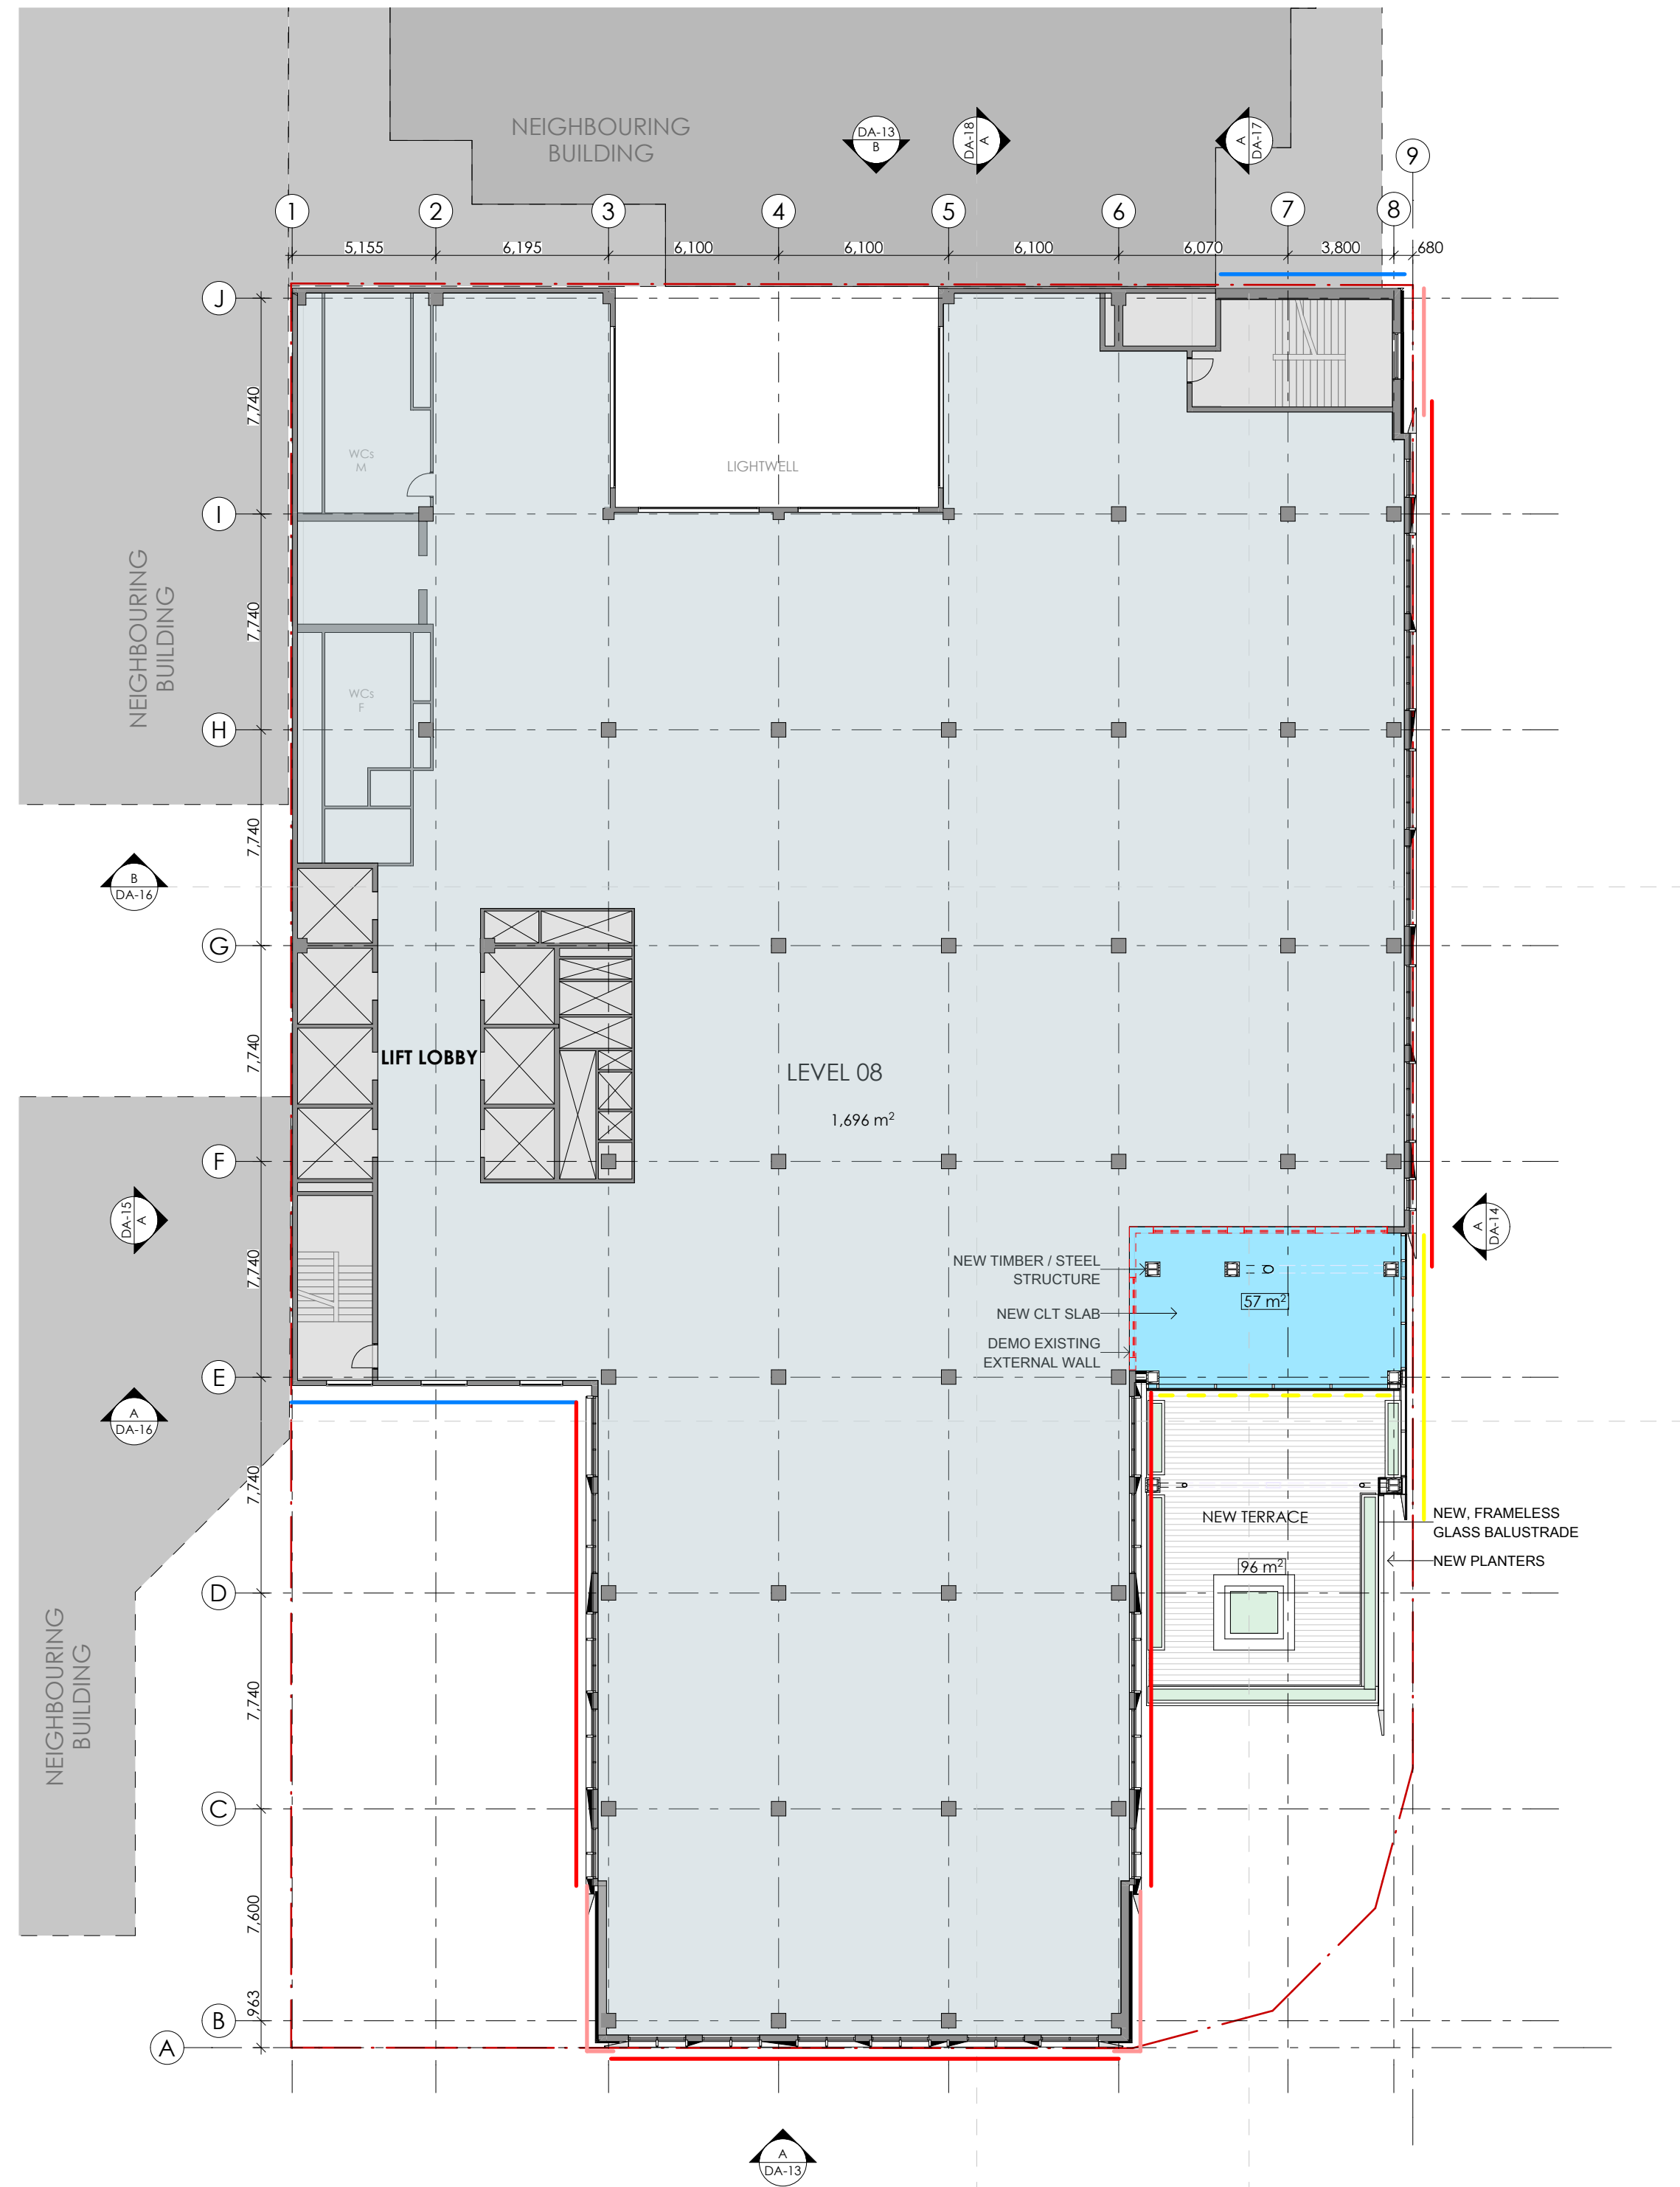 NEIGHBOURING
BUILDING
DA-13
B
DA-18
A
A
DA-17
9
1
2
3
4
5
6
7
8
5,155
6,195
6,100
6,100
6,100
6,070
3,800
680
J
7,740
WCs
M
LIGHTWELL
I
NEIGHBOURING
BUILDING
7,740
WCs
F
H
7,740
B
DA-16
G
7,740
LIFT LOBBY
LEVEL 08
1,696 m²
F
DA-15
A
A
DA-14
7,740
NEW TIMBER / STEEL
STRUCTURE
57 m²
NEW CLT SLAB
DEMO EXISTING
EXTERNAL WALL
E
A
DA-16
7,740
NEW TERRACE
NEW, FRAMELESS
GLASS BALUSTRADE
96 m²
NEW PLANTERS
D
NEIGHBOURING
BUILDING
7,740
C
7,600
963
B
A
A
DA-13